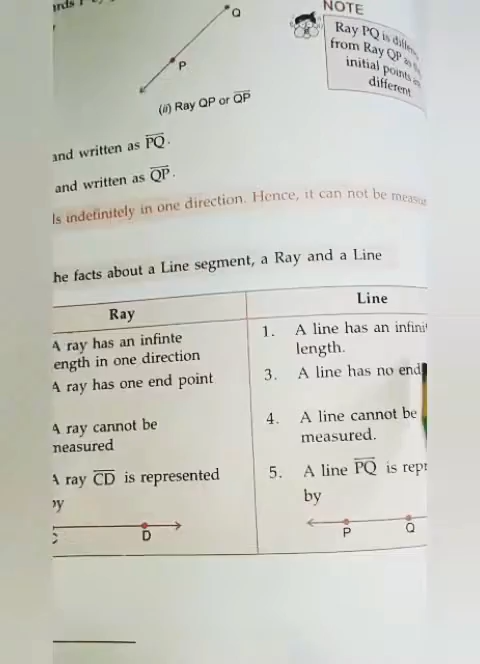 Q
P
(ii) Ray QP or QP
NOTE
Ray PQ is
from Ray QP as
initial points
different
and written as PQ.
and written as QP.
ls indefinitely in one direction. Hence, it can not be
he facts about a Line segment, a Ray and a Line
Ray
A ray has an infinte
ength in one direction
A ray has one end point
A ray cannot be
measured
A ray CD is represented
by
C D
Line
1. A line has an
length.
3. A line has no end
4. A line cannot be
measured.
5. A line PQ is
by
P Q